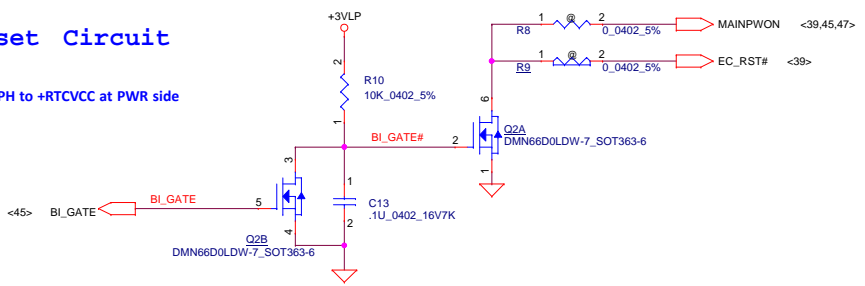 set Circuit
PH to +RTCVCC at PWR side
+3VLP
2
R10
10K_0402_5%
1
R8
1
@
2
0_0402_5%
MAINPWON
<39,45,47>
R9
1
@
2
0_0402_5%
EC_RST#
<39>
6
BI_GATE#
2
Q2A
DMN66D0LDW-7_SOT363-6
1
3
1
C13
.1U_0402_16V7K
2
<45>
BI_GATE
BI_GATE
5
4
Q2B
DMN66D0LDW-7_SOT363-6